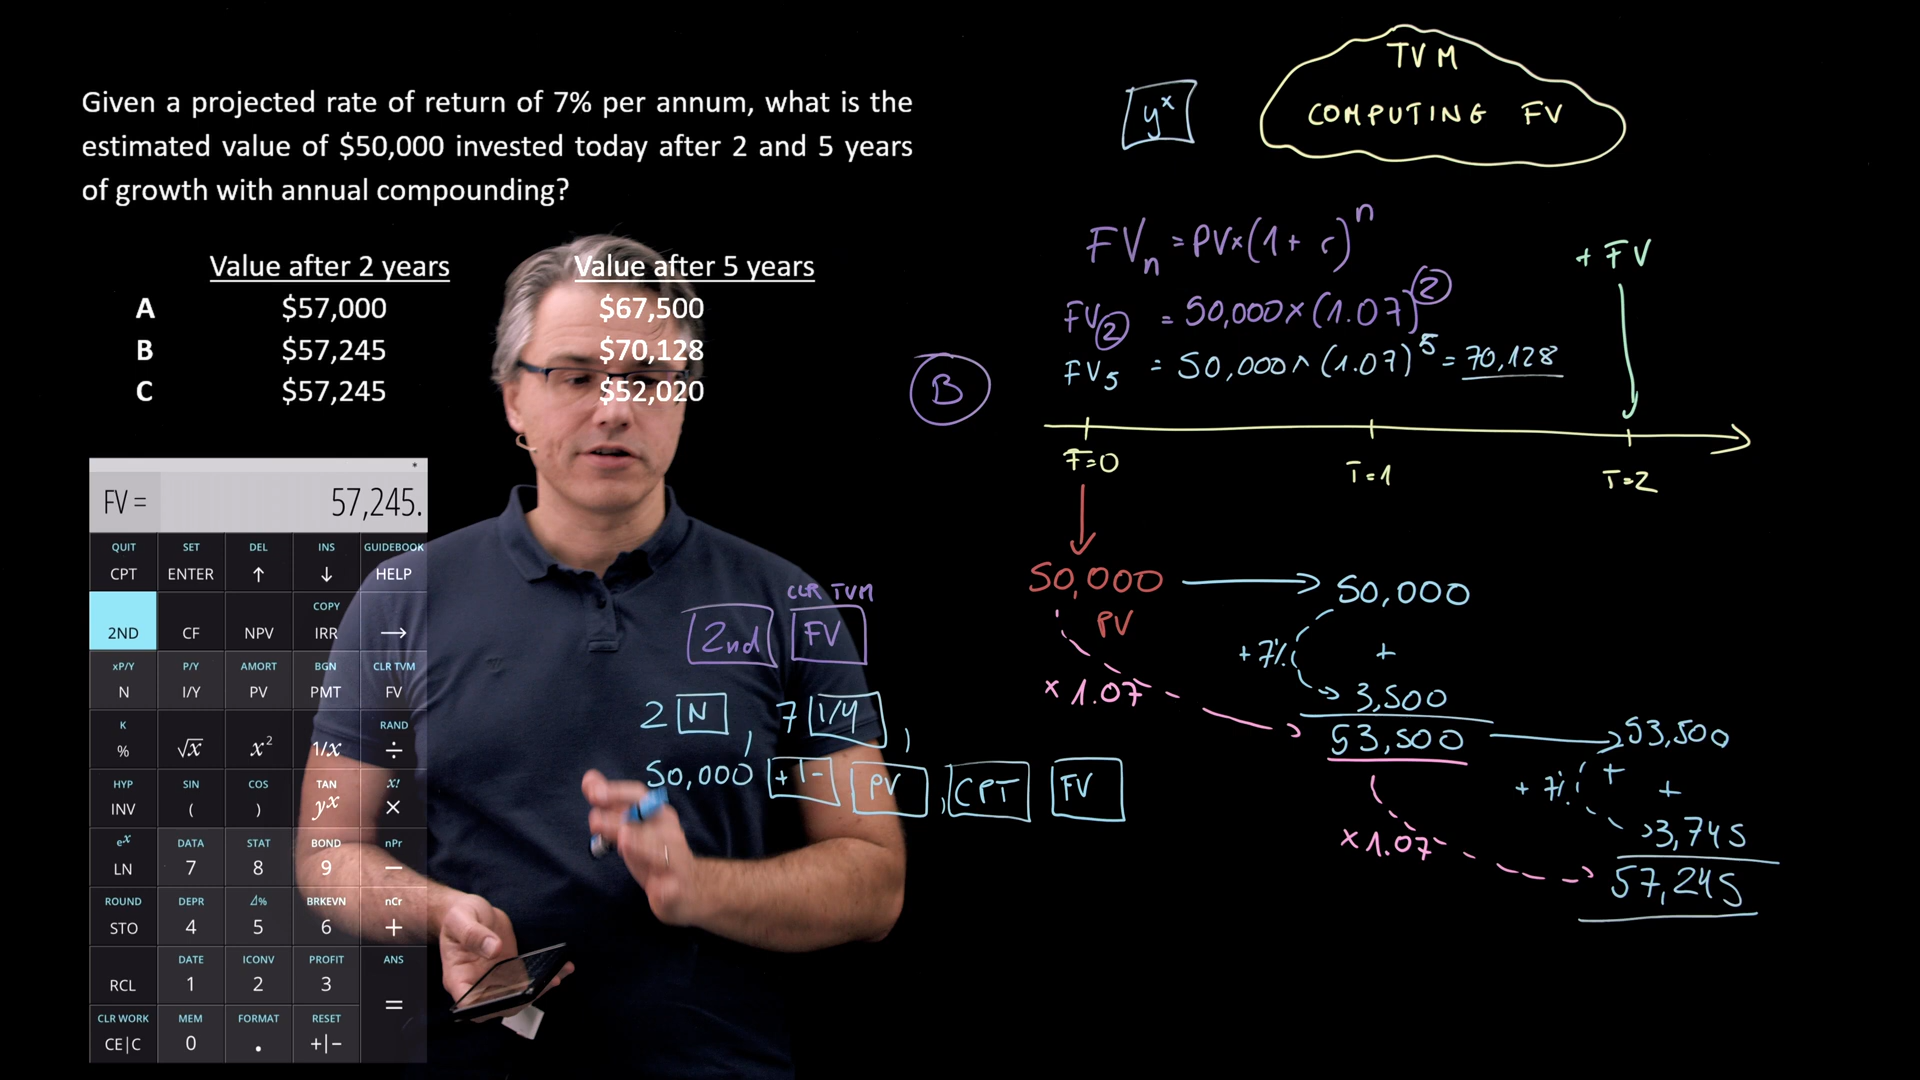 Given a projected rate of return of 7% per annum, what is the
estimated value of $50,000 invested today after 2 and 5 years
of growth with annual compounding?
Value after 2 years Value after 5 years
A $57,000 $67,500
B $57,245 $70,128
C $57,245 $52,020
TVM
COMPUTING FV
yˣ
FVₙ = PV×(1+r)ⁿ
FV₂ = 50,000×(1.07)²
FV₅ = 50,000×(1.07)⁵ = 70,128
B
+ FV
T=0 T=1 T=2
50,000 50,000
PV
+7% +
×1.07 3,500
53,500 53,500
+7% + +
×1.07 3,745
57,245
CLR TVM
2nd FV
2 N , 7 I/Y ,
50,000 +|- PV , CPT FV
FV = 57,245.
QUIT SET DEL INS GUIDEBOOK
CPT ENTER ↑ ↓ HELP
COPY
2ND CF NPV IRR →
xP/Y P/Y AMORT BGN CLR TVM
N I/Y PV PMT FV
K RAND
% √x x² 1/x ÷
HYP SIN COS TAN x!
INV ( ) yˣ ×
eˣ DATA STAT BOND nPr
LN 7 8 9 −
ROUND DEPR Δ% BRKEVN nCr
STO 4 5 6 +
DATE ICONV PROFIT ANS
RCL 1 2 3 =
CLR WORK MEM FORMAT RESET
CE|C 0 . +|−